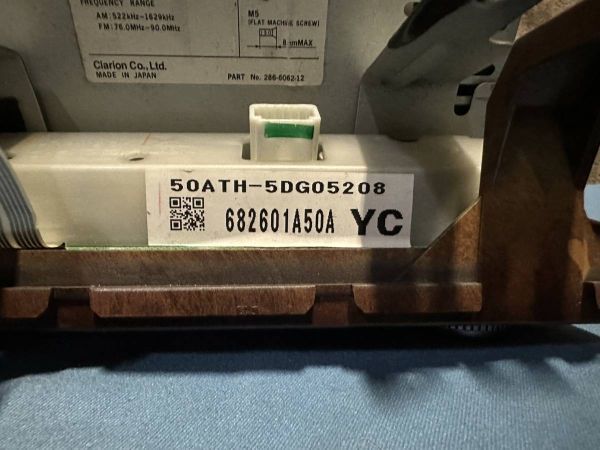 FREQUENCY RANGE
AM: 522kHz-1629kHz
FM: 76.0MHz-90.0MHz
M5
(FLAT MACHINE SCREW)
8mmMAX
Clarion Co., Ltd.
MADE IN JAPAN
PART No. 286-6062-12
50ATH-5DG05208
682601A50A YC